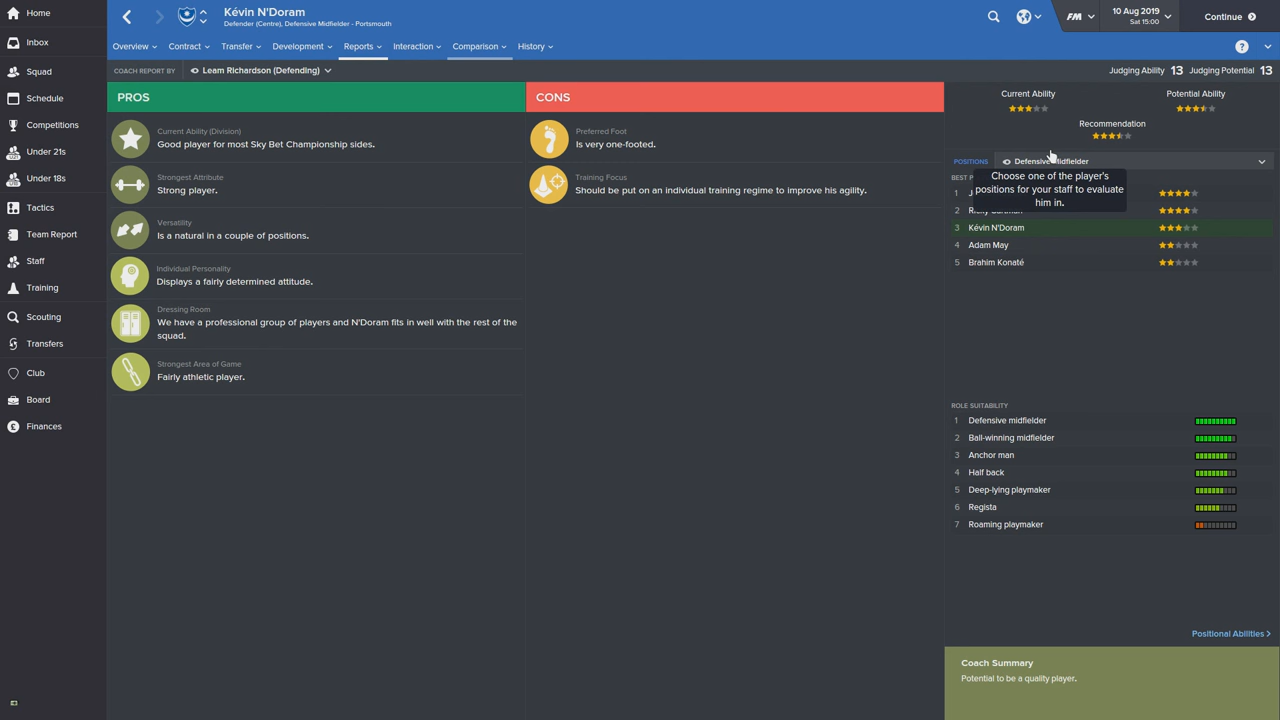 Home
Inbox
Squad
Schedule
Competitions
Under 21s
Under 18s
Tactics
Team Report
Staff
Training
Scouting
Transfers
Club
Board
Finances
Kévin N'Doram
Defender (Centre), Defensive Midfielder - Portsmouth
FM
10 Aug 2019
Sat 15:00
Continue
Overview
Contract
Transfer
Development
Reports
Interaction
Comparison
History
?
COACH REPORT BY
Leam Richardson (Defending)
Judging Ability 13 Judging Potential 13
PROS
Current Ability (Division)
Good player for most Sky Bet Championship sides.
Strongest Attribute
Strong player.
Versatility
Is a natural in a couple of positions.
Individual Personality
Displays a fairly determined attitude.
Dressing Room
We have a professional group of players and N'Doram fits in well with the rest of the
squad.
Strongest Area of Game
Fairly athletic player.
CONS
Preferred Foot
Is very one-footed.
Training Focus
Should be put on an individual training regime to improve his agility.
Current Ability
Potential Ability
Recommendation
POSITIONS
Defensive Midfielder
Choose one of the player's
positions for your staff to evaluate
him in.
1
2
3 Kévin N'Doram
4 Adam May
5 Brahim Konaté
ROLE SUITABILITY
1 Defensive midfielder
2 Ball-winning midfielder
3 Anchor man
4 Half back
5 Deep-lying playmaker
6 Regista
7 Roaming playmaker
Positional Abilities >
Coach Summary
Potential to be a quality player.